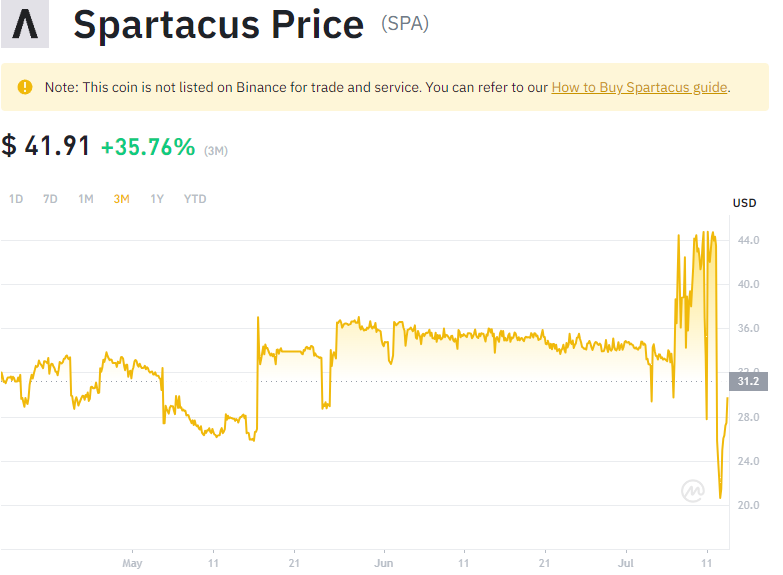 Spartacus Price (SPA)
Note: This coin is not listed on Binance for trade and service. You can refer to our How to Buy Spartacus guide.
$ 41.91 +35.76% (3M)
1D 7D 1M 3M 1Y YTD
USD
44.0
40.0
36.0
32.0
31.2
28.0
24.0
20.0
May 11 21 Jun 11 21 Jul 11